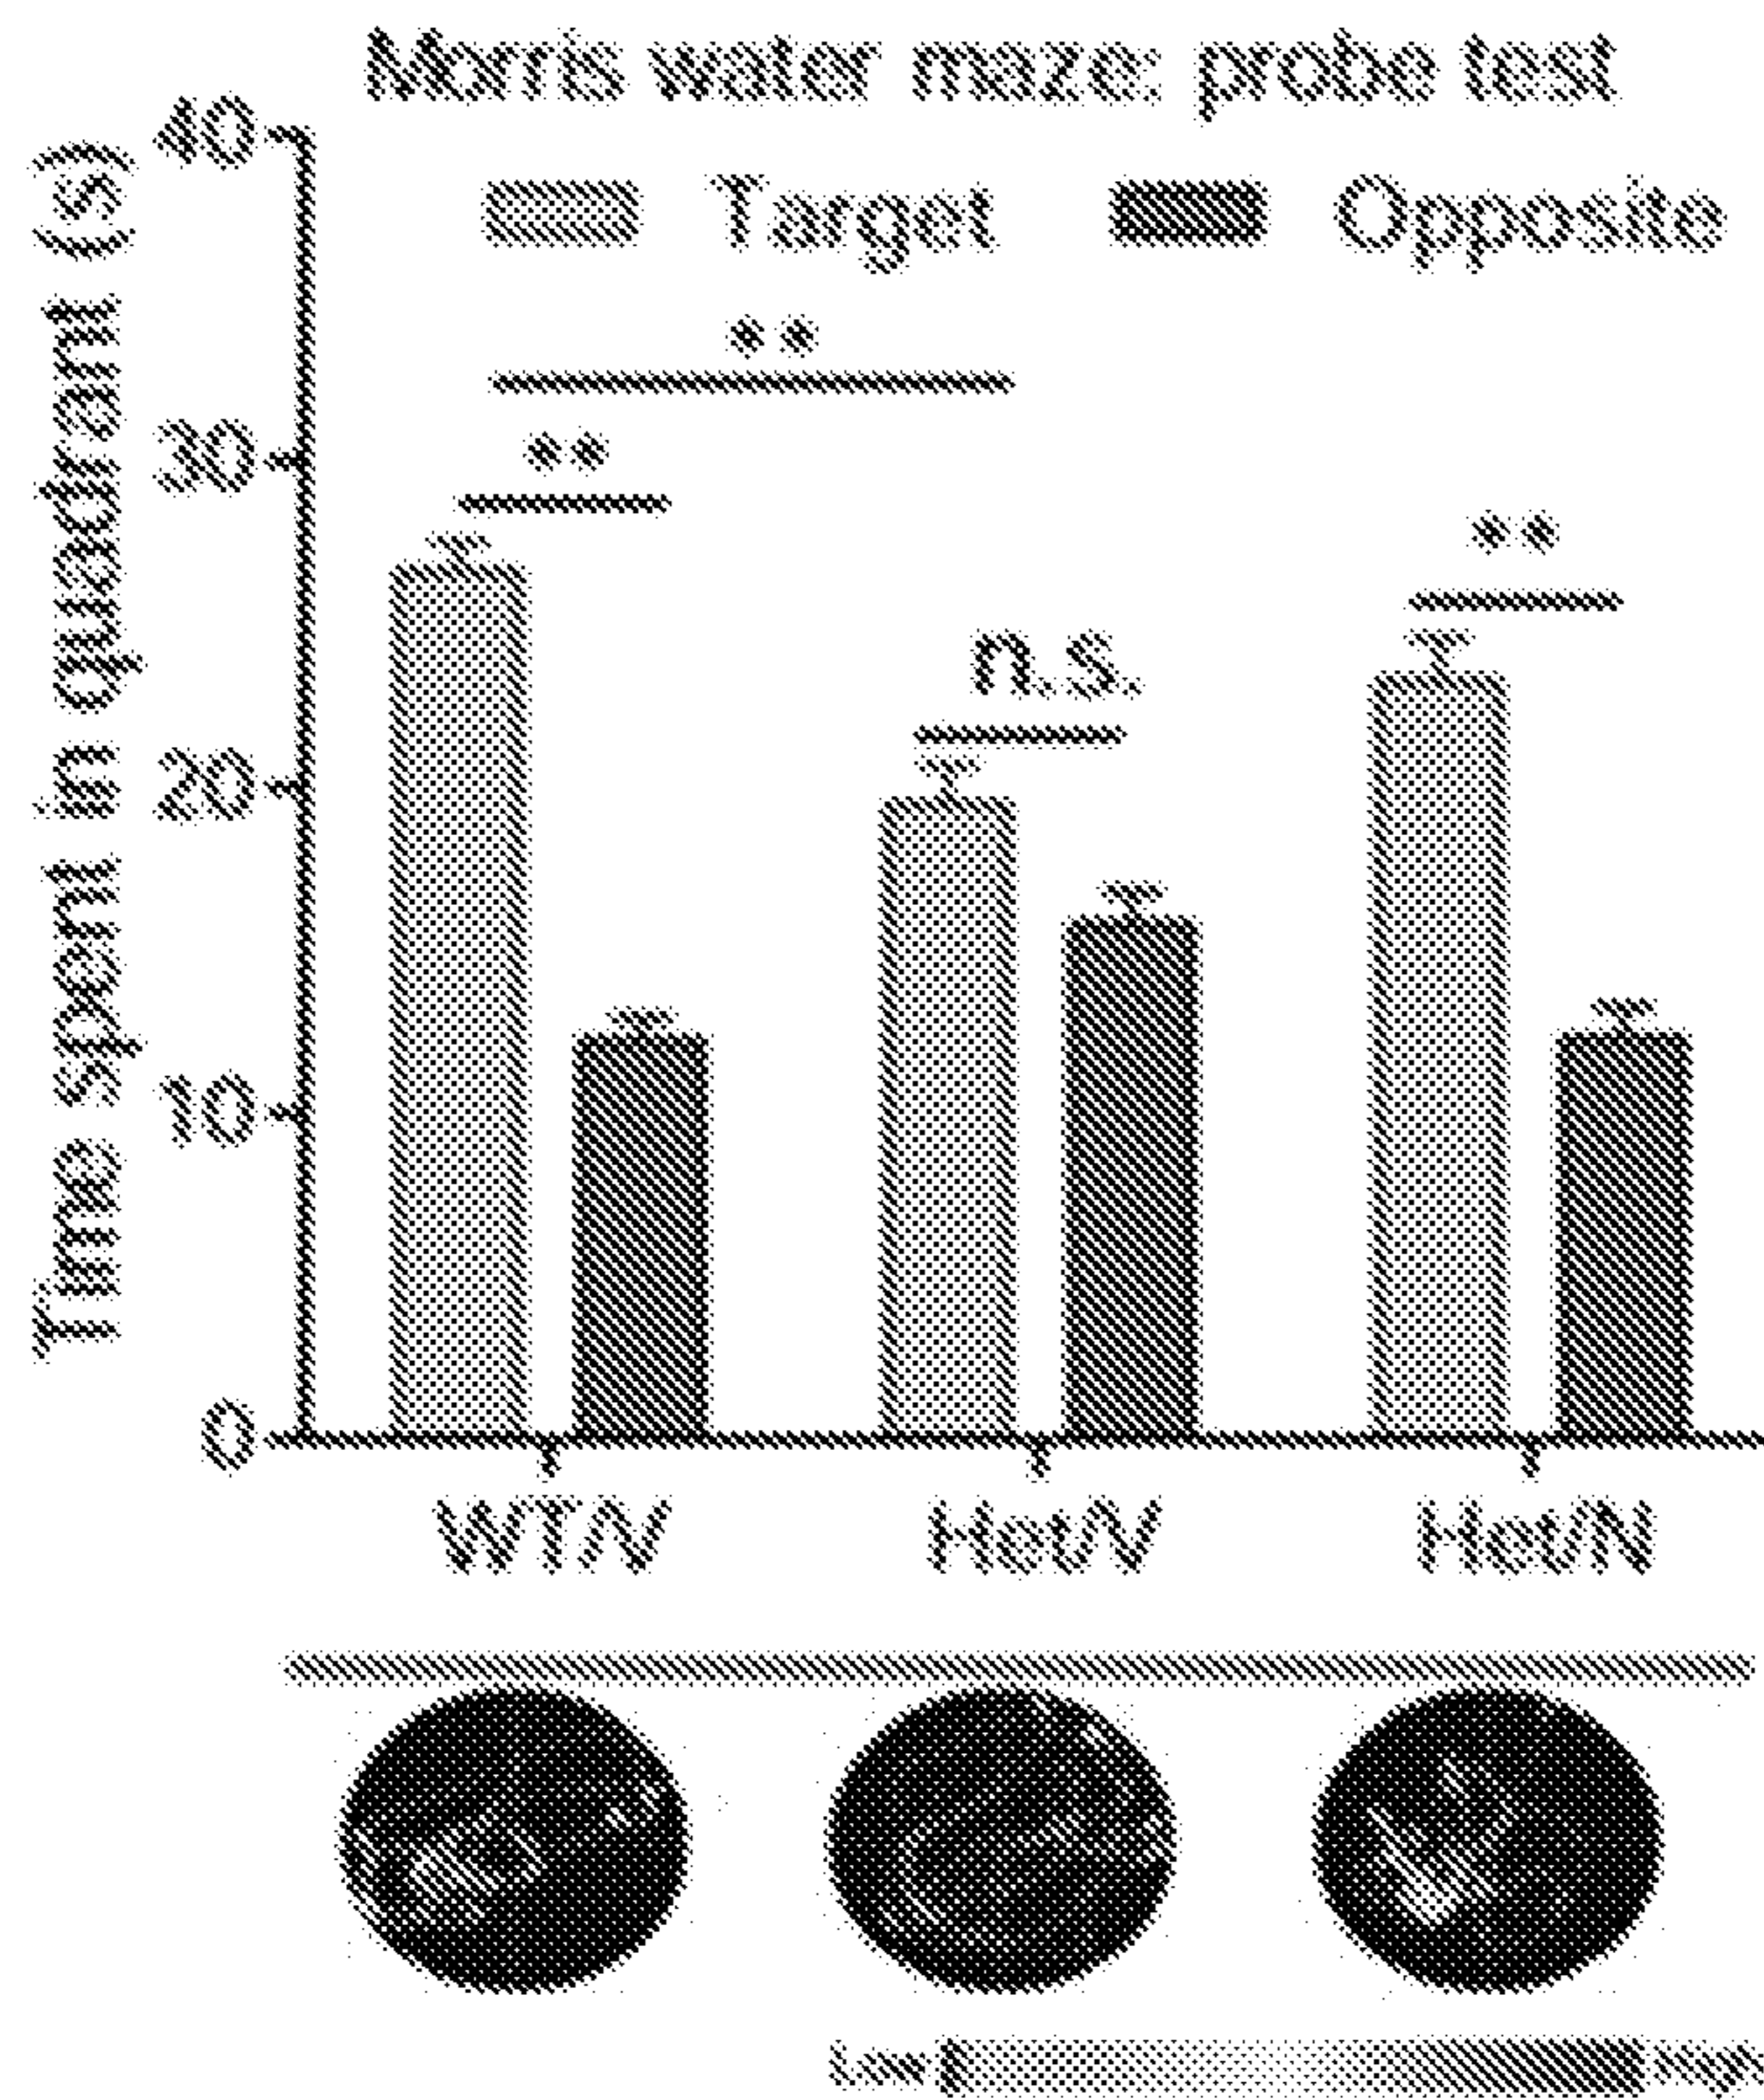 Morris water maze: probe test
Time spent in quadrant (s)
40
Target Opposite
**
30
**
**
n.s.
20
10
0
WT/V Het/V Het/N
Low High